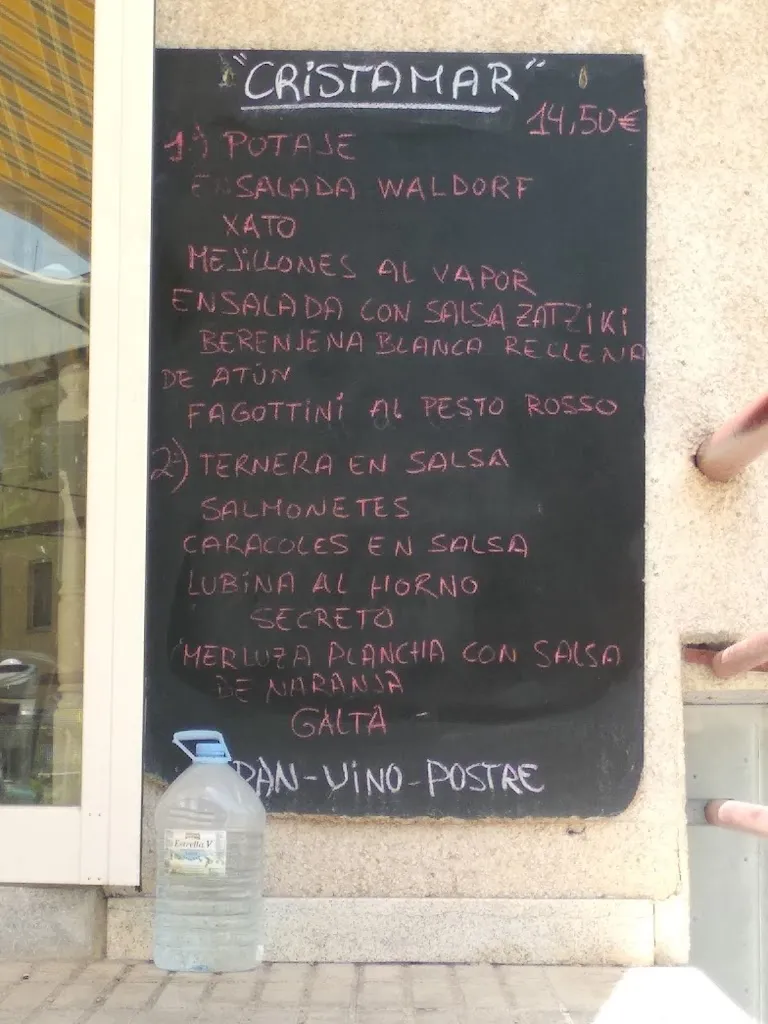 "CRISTAMAR"
14,50€
1º) POTAJE
ENSALADA WALDORF
XATO
MEJILLONES AL VAPOR
ENSALADA CON SALSA ZATZIKI
BERENJENA BLANCA RELLENA
DE ATÚN
FAGOTTINI AL PESTO ROSSO
2º) TERNERA EN SALSA
SALMONETES
CARACOLES EN SALSA
LUBINA AL HORNO
SECRETO
MERLUZA PLANCHA CON SALSA
DE NARANJA
GALTA -
PAN-VINO-POSTRE
Estrella V